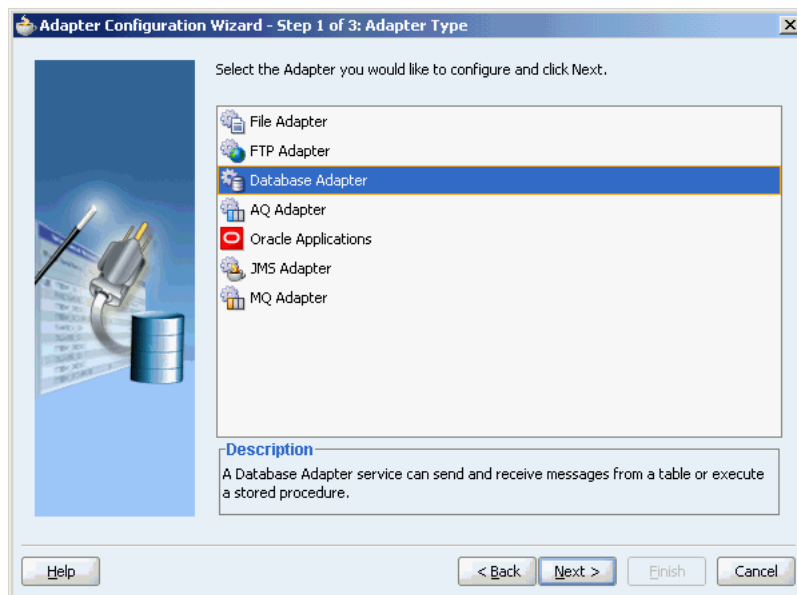 Adapter Configuration Wizard - Step 1 of 3: Adapter Type
Select the Adapter you would like to configure and click Next.
File Adapter
FTP Adapter
Database Adapter
AQ Adapter
Oracle Applications
JMS Adapter
MQ Adapter
Description
A Database Adapter service can send and receive messages from a table or execute
a stored procedure.
Help
< Back
Next >
Finish
Cancel